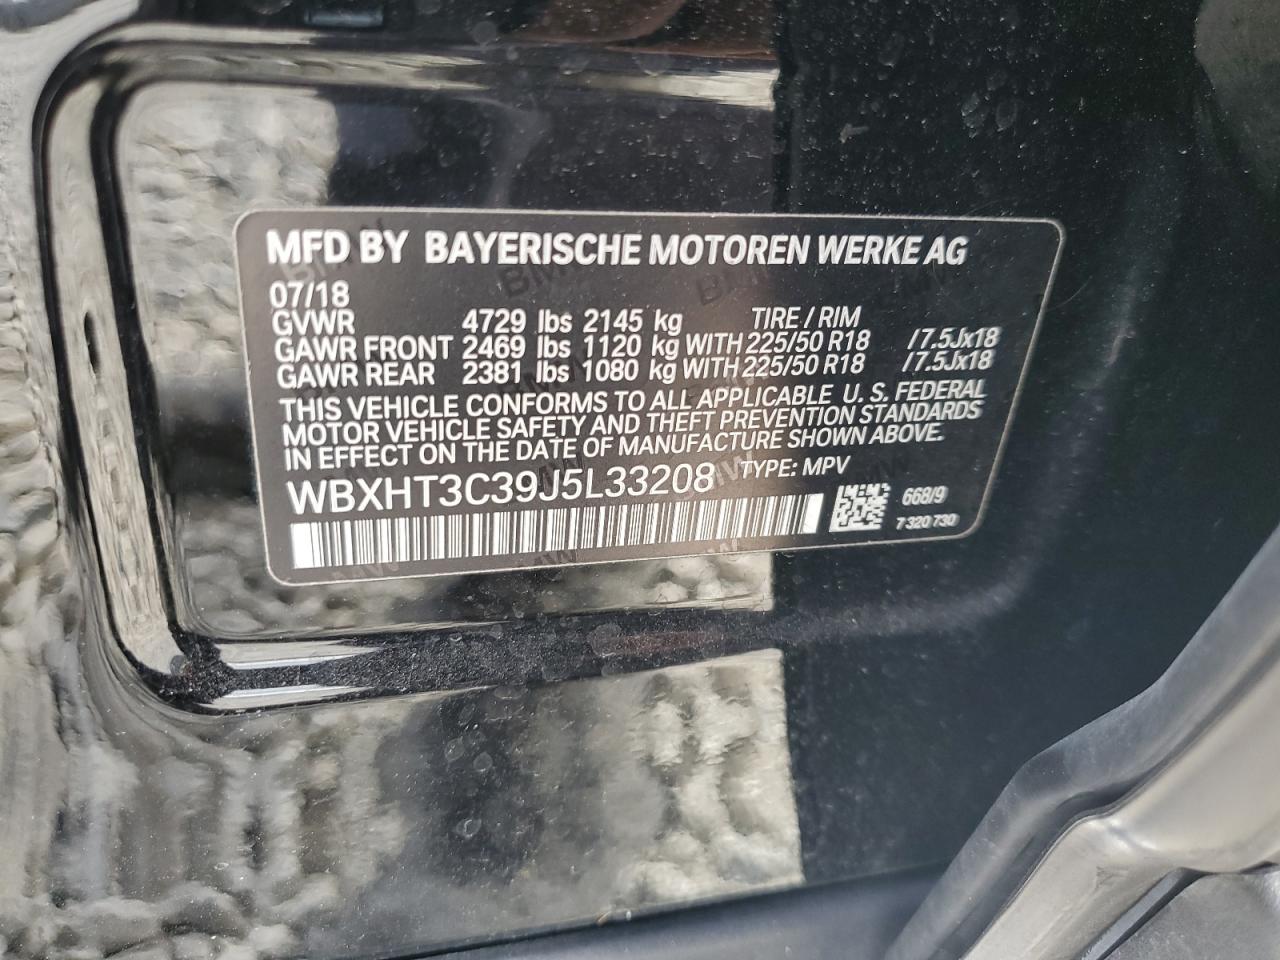 MFD BY BAYERISCHE MOTOREN WERKE AG
07/18
GVWR 4729 lbs 2145 kg TIRE / RIM
GAWR FRONT 2469 lbs 1120 kg WITH 225/50 R18 /7.5Jx18
GAWR REAR 2381 lbs 1080 kg WITH 225/50 R18 /7.5Jx18
THIS VEHICLE CONFORMS TO ALL APPLICABLE U. S. FEDERAL
MOTOR VEHICLE SAFETY AND THEFT PREVENTION STANDARDS
IN EFFECT ON THE DATE OF MANUFACTURE SHOWN ABOVE.
WBXHT3C39J5L33208 TYPE: MPV
668/9
7 320 730